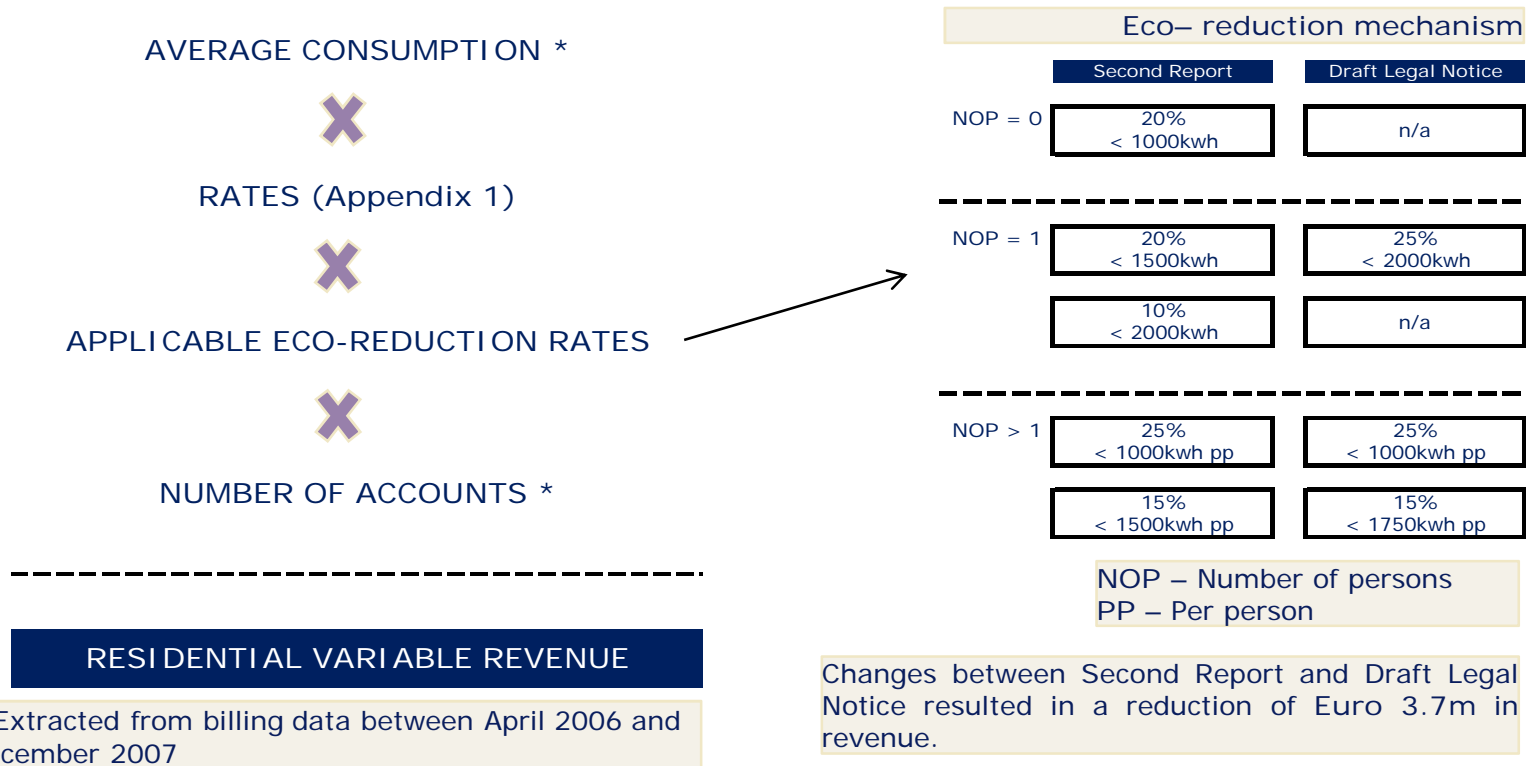 AVERAGE CONSUMPTION *
RATES (Appendix 1)
APPLICABLE ECO-REDUCTION RATES
NUMBER OF ACCOUNTS *
RESIDENTIAL VARIABLE REVENUE
Extracted from billing data between April 2006 and
cember 2007
Eco– reduction mechanism
Second Report Draft Legal Notice
NOP = 0 20% n/a
< 1000kwh
NOP = 1 20% 25%
< 1500kwh < 2000kwh
10% n/a
< 2000kwh
NOP > 1 25% 25%
< 1000kwh pp < 1000kwh pp
15% 15%
< 1500kwh pp < 1750kwh pp
NOP – Number of persons
PP – Per person
Changes between Second Report and Draft Legal
Notice resulted in a reduction of Euro 3.7m in
revenue.